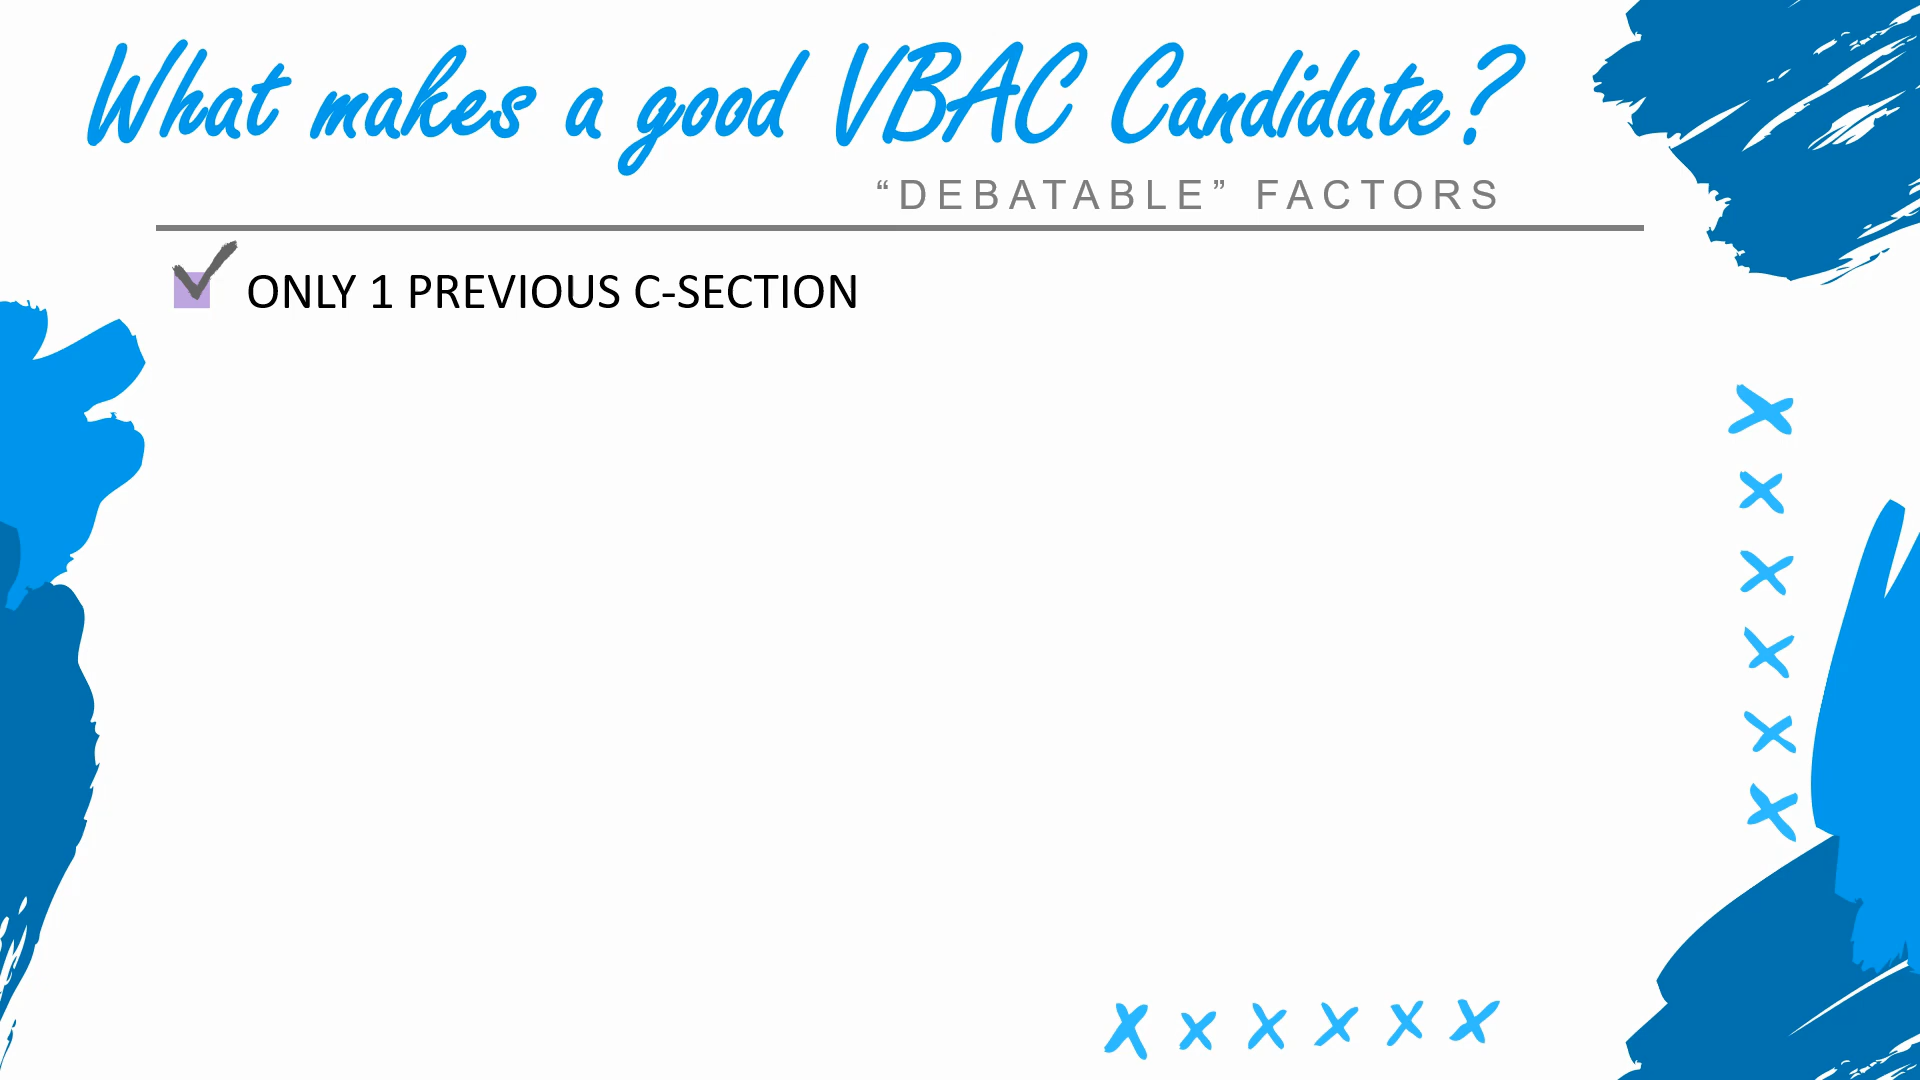 What makes a good VBAC Candidate?
“DEBATABLE” FACTORS
ONLY 1 PREVIOUS C-SECTION